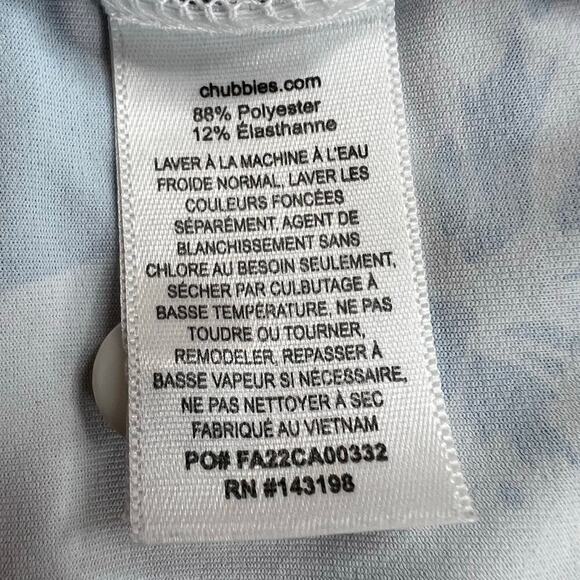 chubbies.com
88% Polyester
12% Élasthanne
LAVER À LA MACHINE À L'EAU
FROIDE NORMAL, LAVER LES
COULEURS FONCÉES
SÉPARÉMENT, AGENT DE
BLANCHISSEMENT SANS
CHLORE AU BESOIN SEULEMENT,
SÉCHER PAR CULBUTAGE À
BASSE TEMPÉRATURE, NE PAS
TOUDRE OU TOURNER,
REMODELER, REPASSER À
BASSE VAPEUR SI NÉCESSAIRE,
NE PAS NETTOYER À SEC
FABRIQUÉ AU VIETNAM
PO# FA22CA00332
RN #143198